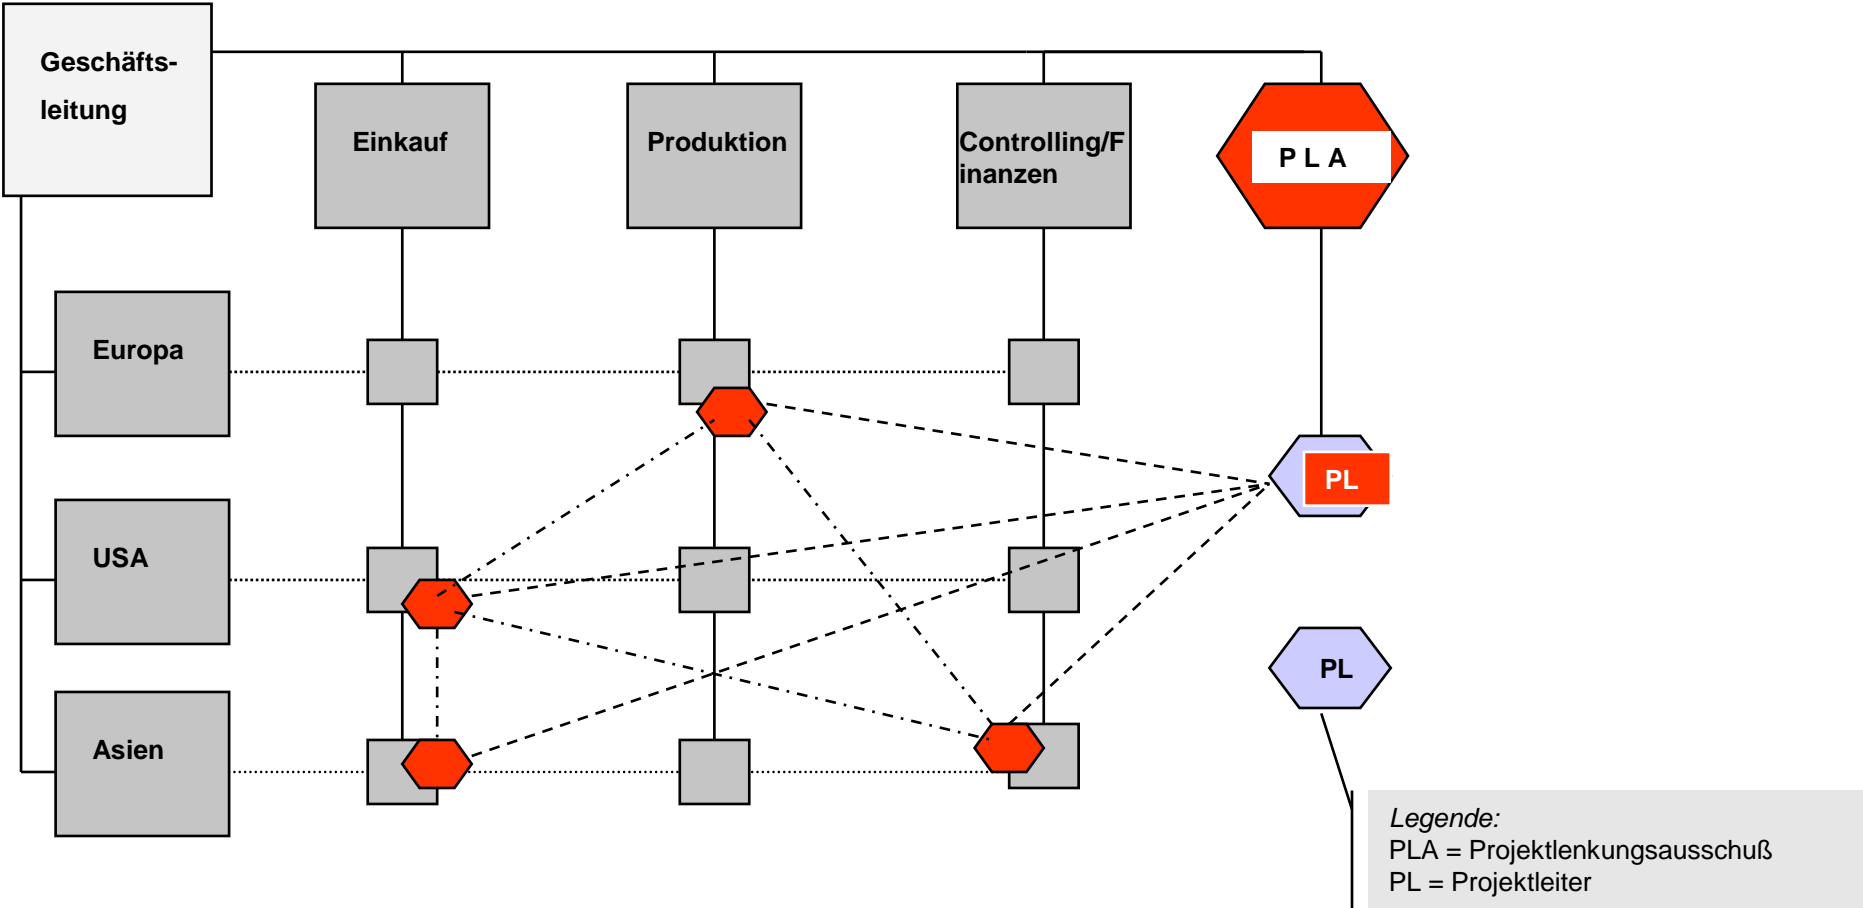 Geschäfts-
leitung
Einkauf
Produktion
Controlling/F
inanzen
P L A
Europa
PL
USA
PL
Asien
Legende:
PLA = Projektlenkungsausschuß
PL = Projektleiter